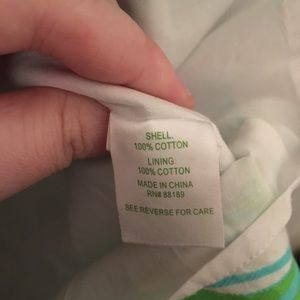 SHELL:
100% COTTON
LINING:
100% COTTON
MADE IN CHINA
RN# 88189
SEE REVERSE FOR CARE